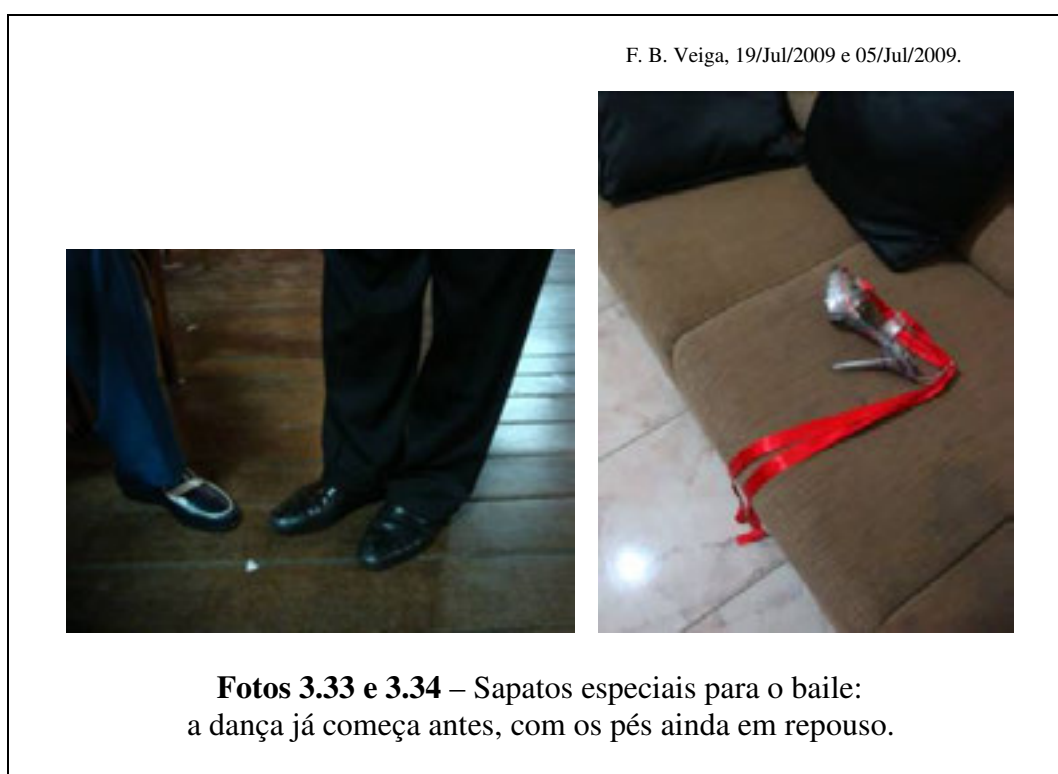 F. B. Veiga, 19/Jul/2009 e 05/Jul/2009.
Fotos 3.33 e 3.34 – Sapatos especiais para o baile:
a dança já começa antes, com os pés ainda em repouso.